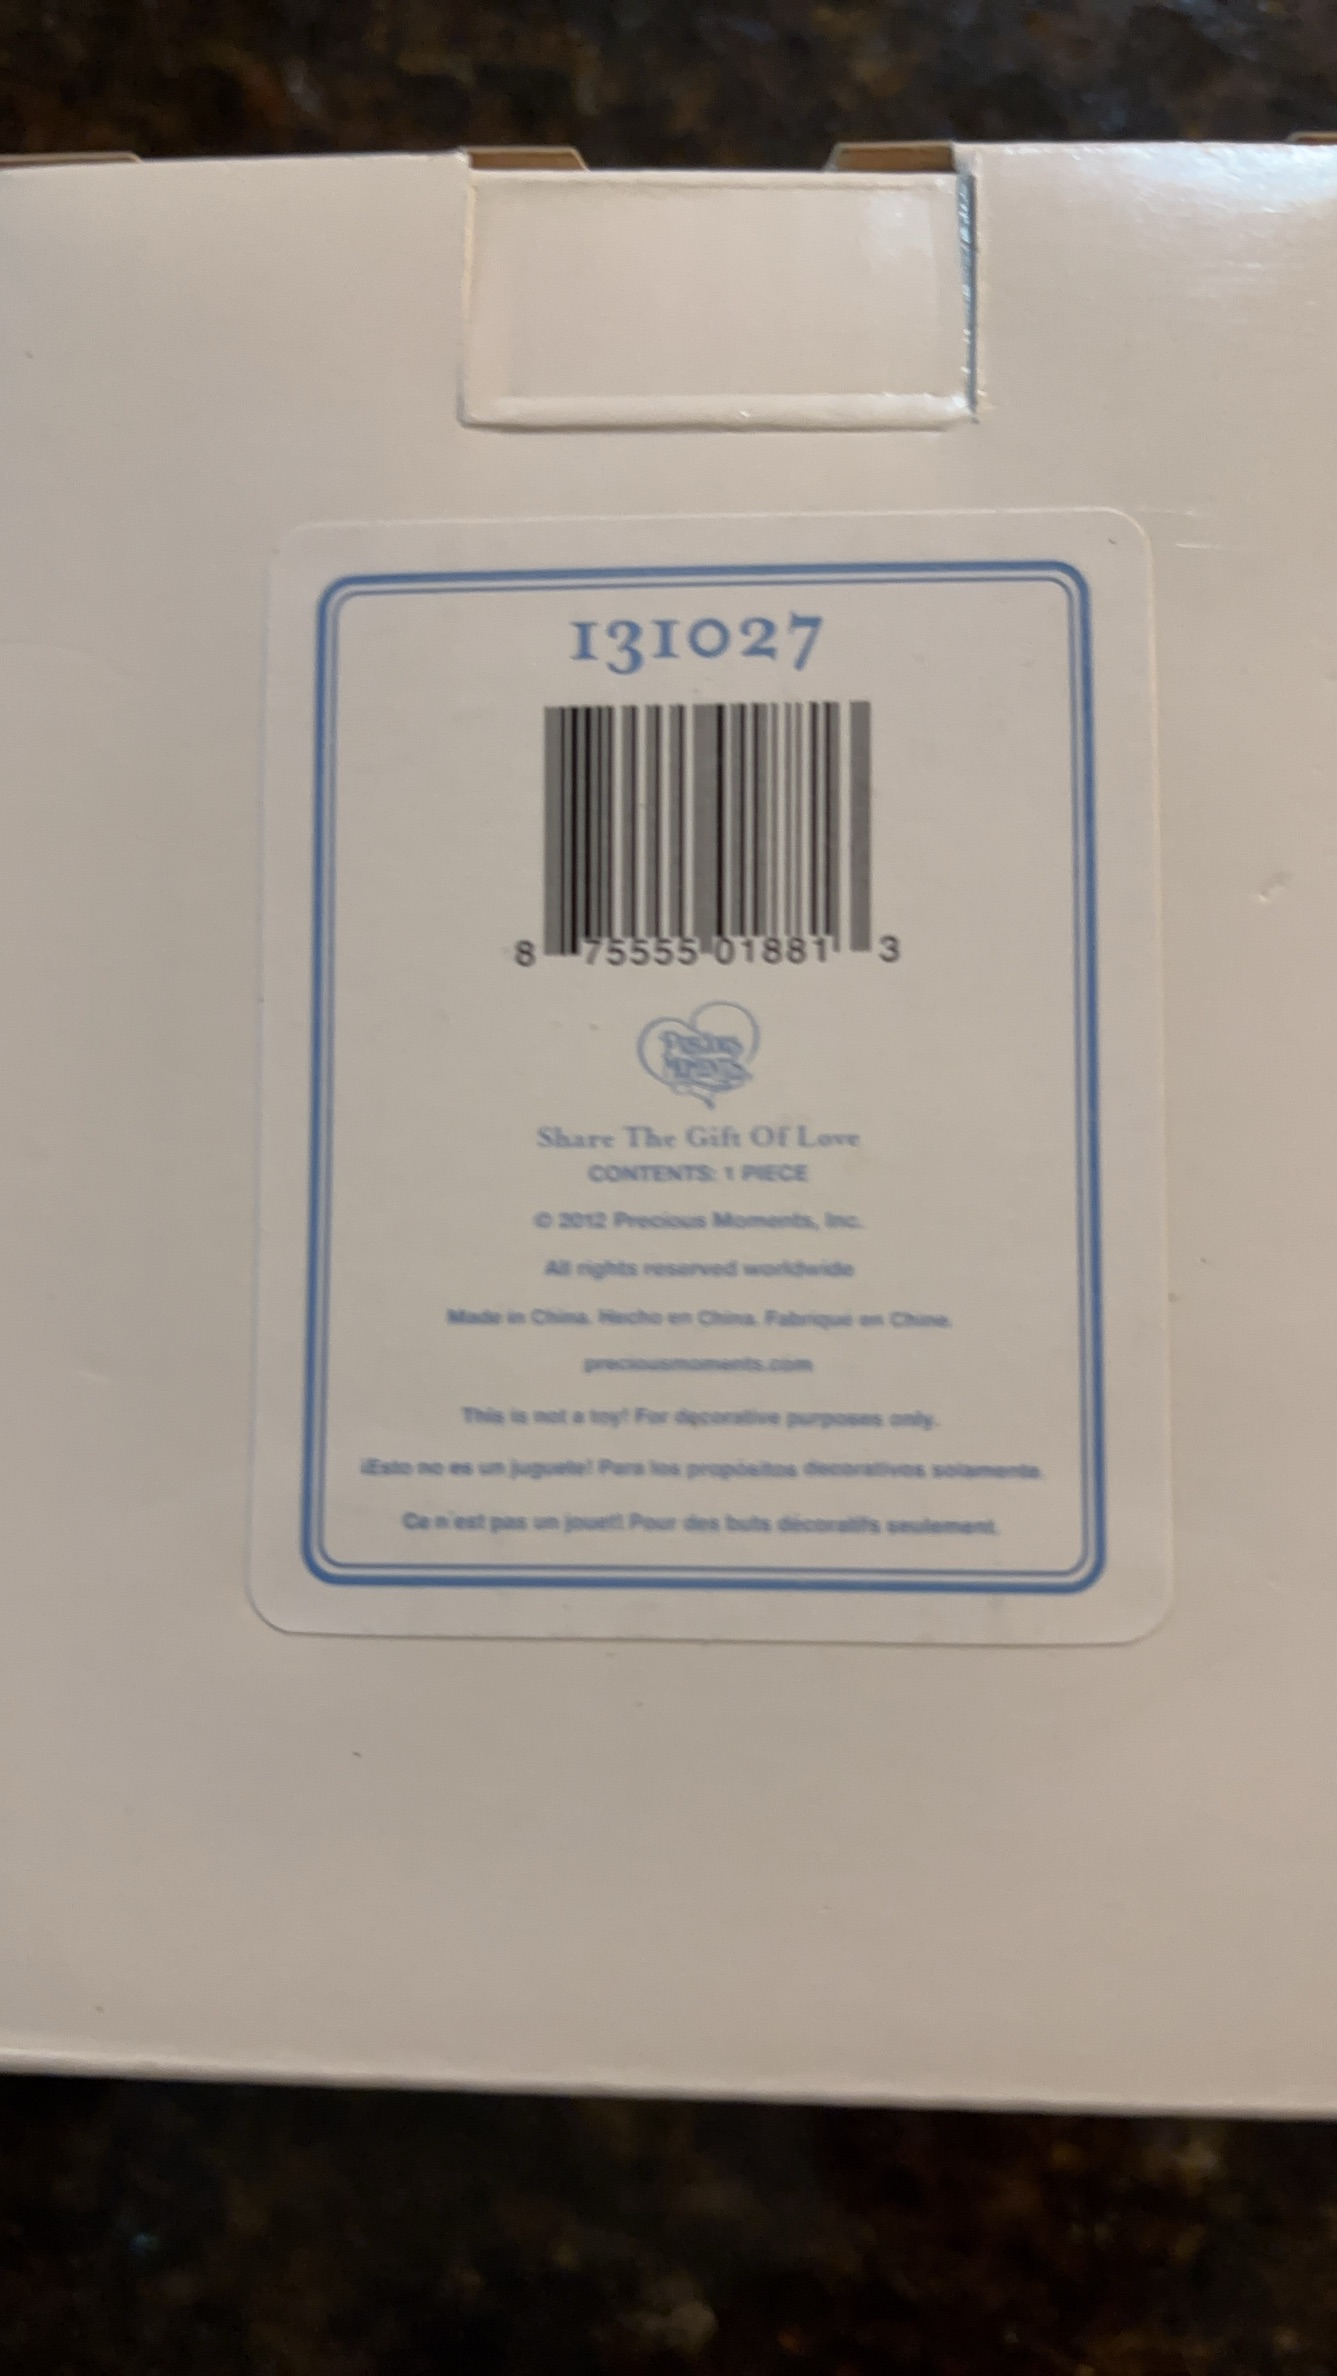 131027
8 75555 01881 3
Precious
Moments
Share The Gift Of Love
CONTENTS: 1 PIECE
© 2012 Precious Moments, Inc.
All rights reserved worldwide
Made in China. Hecho en China. Fabriqué en Chine.
preciousmoments.com
This is not a toy! For decorative purposes only.
¡Esto no es un juguete! Para los propósitos decorativos solamente.
Ce n'est pas un jouet! Pour des buts décoratifs seulement.